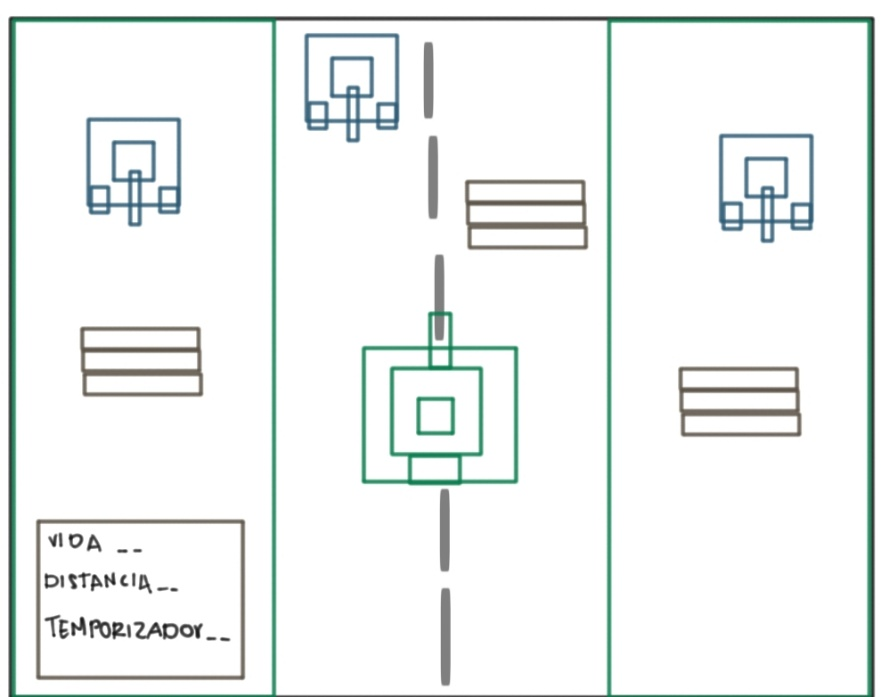 VIDA __
DISTANCIA__
TEMPORIZADOR__